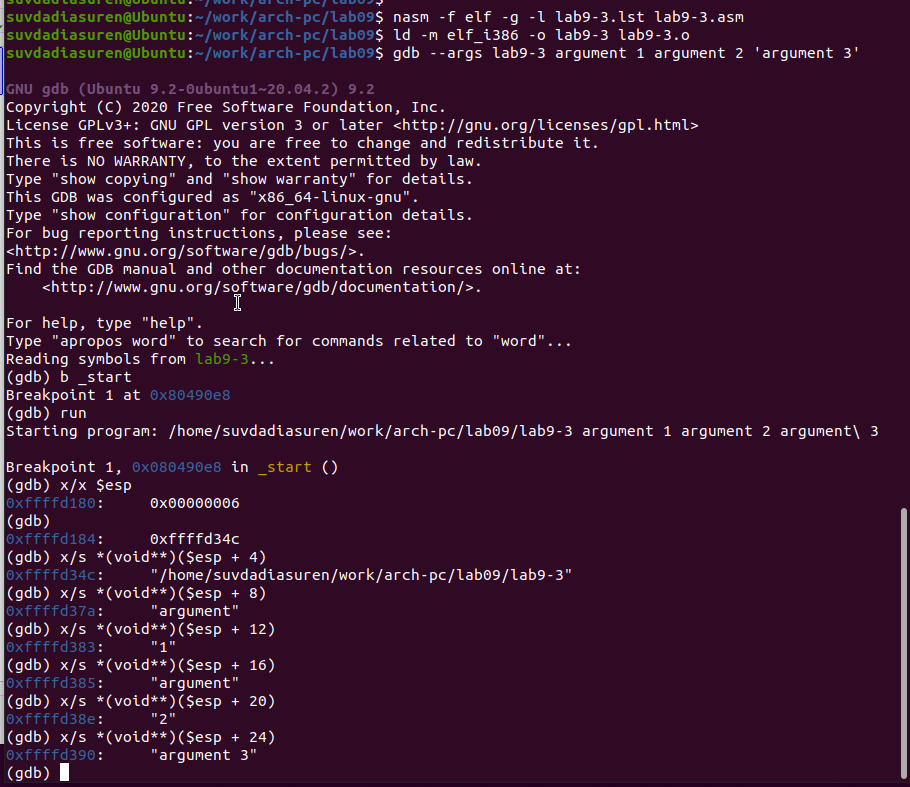 suvdadiasuren@Ubuntu:~/work/arch-pc/lab09$
suvdadiasuren@Ubuntu:~/work/arch-pc/lab09$ nasm -f elf -g -l lab9-3.lst lab9-3.asm
suvdadiasuren@Ubuntu:~/work/arch-pc/lab09$ ld -m elf_i386 -o lab9-3 lab9-3.o
suvdadiasuren@Ubuntu:~/work/arch-pc/lab09$ gdb --args lab9-3 argument 1 argument 2 'argument 3'
GNU gdb (Ubuntu 9.2-0ubuntu1~20.04.2) 9.2
Copyright (C) 2020 Free Software Foundation, Inc.
License GPLv3+: GNU GPL version 3 or later <http://gnu.org/licenses/gpl.html>
This is free software: you are free to change and redistribute it.
There is NO WARRANTY, to the extent permitted by law.
Type "show copying" and "show warranty" for details.
This GDB was configured as "x86_64-linux-gnu".
Type "show configuration" for configuration details.
For bug reporting instructions, please see:
<http://www.gnu.org/software/gdb/bugs/>.
Find the GDB manual and other documentation resources online at:
    <http://www.gnu.org/software/gdb/documentation/>.
For help, type "help".
Type "apropos word" to search for commands related to "word"...
Reading symbols from lab9-3...
(gdb) b _start
Breakpoint 1 at 0x80490e8
(gdb) run
Starting program: /home/suvdadiasuren/work/arch-pc/lab09/lab9-3 argument 1 argument 2 argument\ 3
Breakpoint 1, 0x080490e8 in _start ()
(gdb) x/x $esp
0xffffd180:     0x00000006
(gdb)
0xffffd184:     0xffffd34c
(gdb) x/s *(void**)($esp + 4)
0xffffd34c:     "/home/suvdadiasuren/work/arch-pc/lab09/lab9-3"
(gdb) x/s *(void**)($esp + 8)
0xffffd37a:     "argument"
(gdb) x/s *(void**)($esp + 12)
0xffffd383:     "1"
(gdb) x/s *(void**)($esp + 16)
0xffffd385:     "argument"
(gdb) x/s *(void**)($esp + 20)
0xffffd38e:     "2"
(gdb) x/s *(void**)($esp + 24)
0xffffd390:     "argument 3"
(gdb)